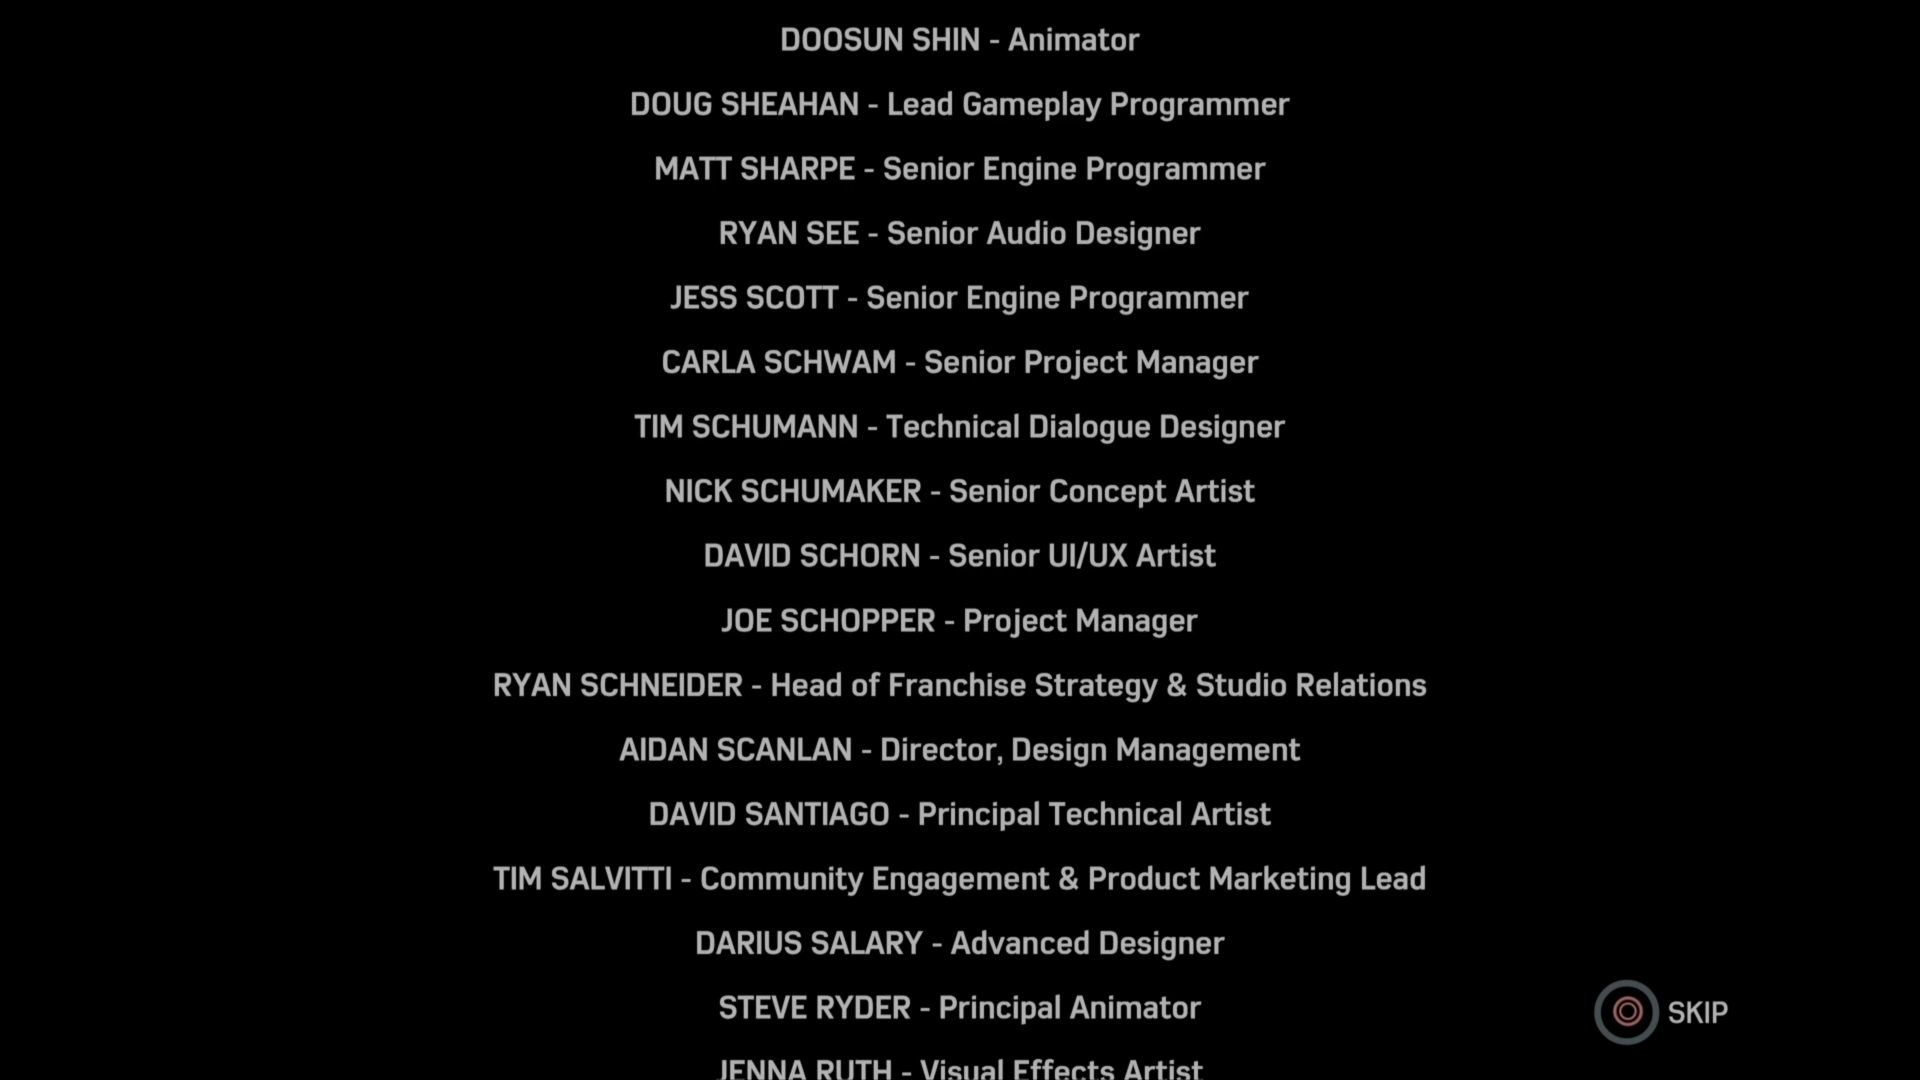 DOOSUN SHIN - Animator
DOUG SHEAHAN - Lead Gameplay Programmer
MATT SHARPE - Senior Engine Programmer
RYAN SEE - Senior Audio Designer
JESS SCOTT - Senior Engine Programmer
CARLA SCHWAM - Senior Project Manager
TIM SCHUMANN - Technical Dialogue Designer
NICK SCHUMAKER - Senior Concept Artist
DAVID SCHORN - Senior UI/UX Artist
JOE SCHOPPER - Project Manager
RYAN SCHNEIDER - Head of Franchise Strategy & Studio Relations
AIDAN SCANLAN - Director, Design Management
DAVID SANTIAGO - Principal Technical Artist
TIM SALVITTI - Community Engagement & Product Marketing Lead
DARIUS SALARY - Advanced Designer
STEVE RYDER - Principal Animator
SKIP
JENNA RUTH - Visual Effects Artist